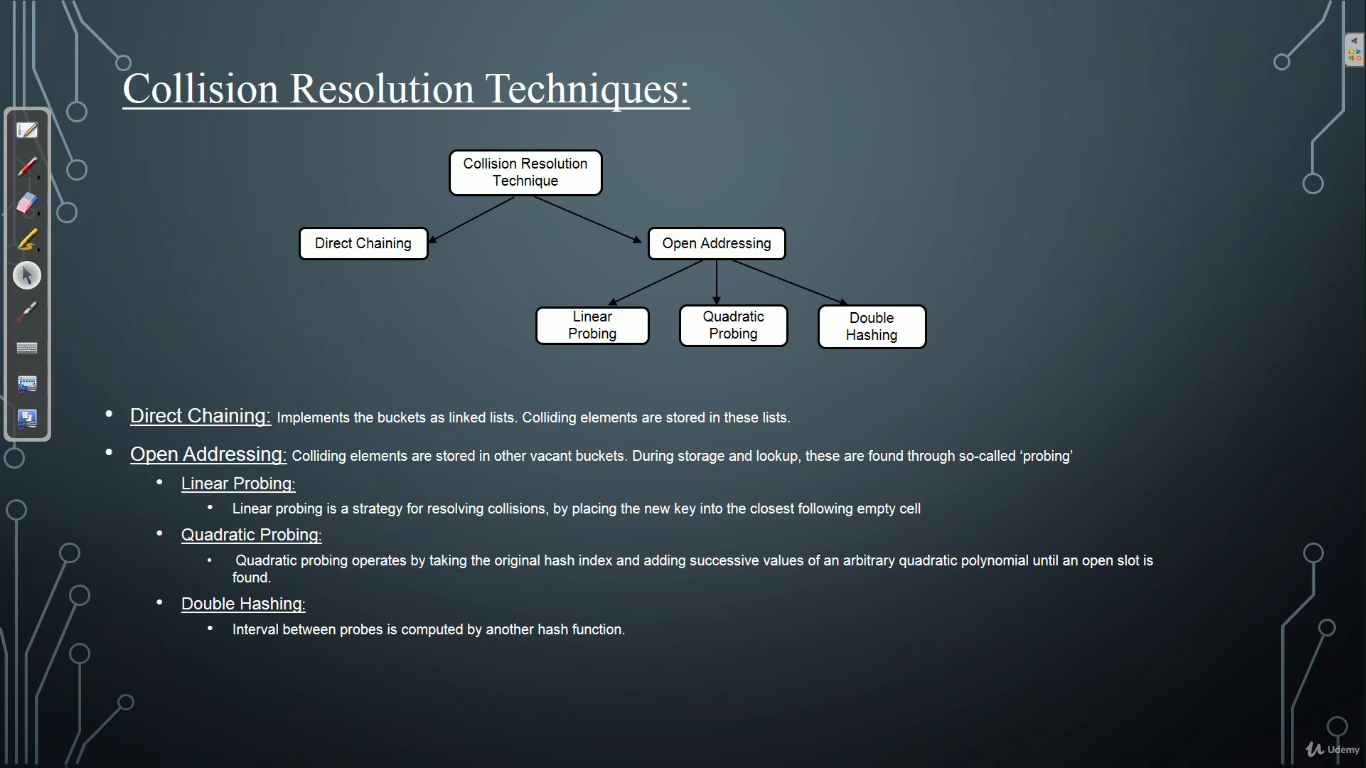 Collision Resolution Techniques:
Collision Resolution
Technique
Direct Chaining
Open Addressing
Linear
Probing
Quadratic
Probing
Double
Hashing
• Direct Chaining: Implements the buckets as linked lists. Colliding elements are stored in these lists.
• Open Addressing: Colliding elements are stored in other vacant buckets. During storage and lookup, these are found through so-called ‘probing’
• Linear Probing:
• Linear probing is a strategy for resolving collisions, by placing the new key into the closest following empty cell
• Quadratic Probing:
• Quadratic probing operates by taking the original hash index and adding successive values of an arbitrary quadratic polynomial until an open slot is
found.
• Double Hashing:
• Interval between probes is computed by another hash function.
Udemy